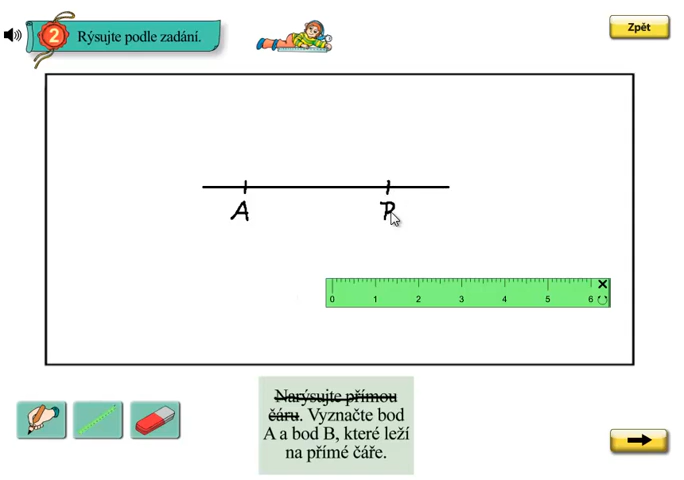 2 Rýsujte podle zadání.
Zpět
A
0 1 2 3 4 5 6
Narýsujte přímou
čáru. Vyznačte bod
A a bod B, které leží
na přímé čáře.